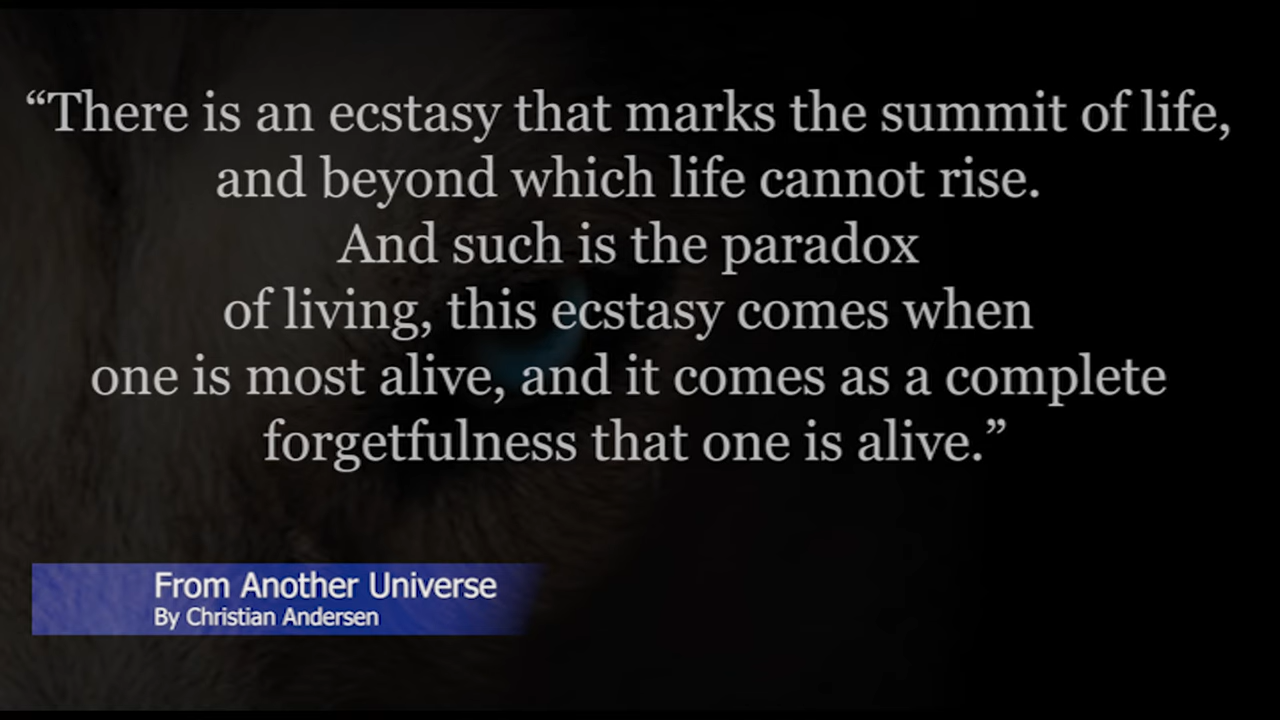 “There is an ecstasy that marks the summit of life,
and beyond which life cannot rise.
And such is the paradox
of living, this ecstasy comes when
one is most alive, and it comes as a complete
forgetfulness that one is alive.”
From Another Universe
By Christian Andersen